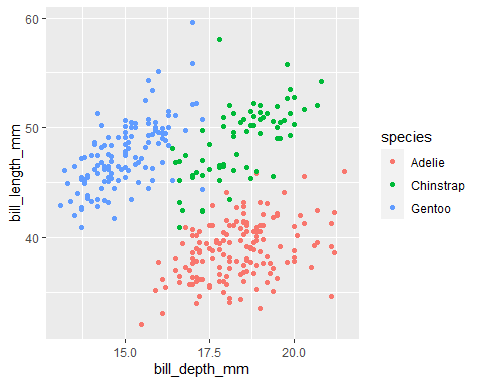 60
50
40
bill_length_mm
15.0
17.5
20.0
bill_depth_mm
species
Adelie
Chinstrap
Gentoo